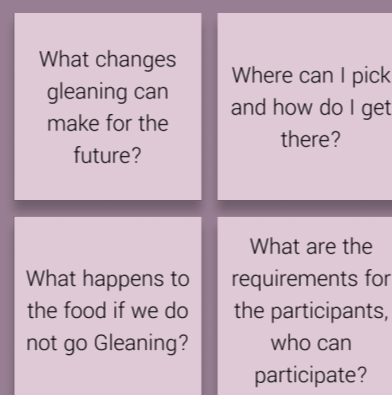 What changes
gleaning can
make for the
future?
Where can I pick
and how do I get
there?
What happens to
the food if we do
not go Gleaning?
What are the
requirements for
the participants,
who can
participate?